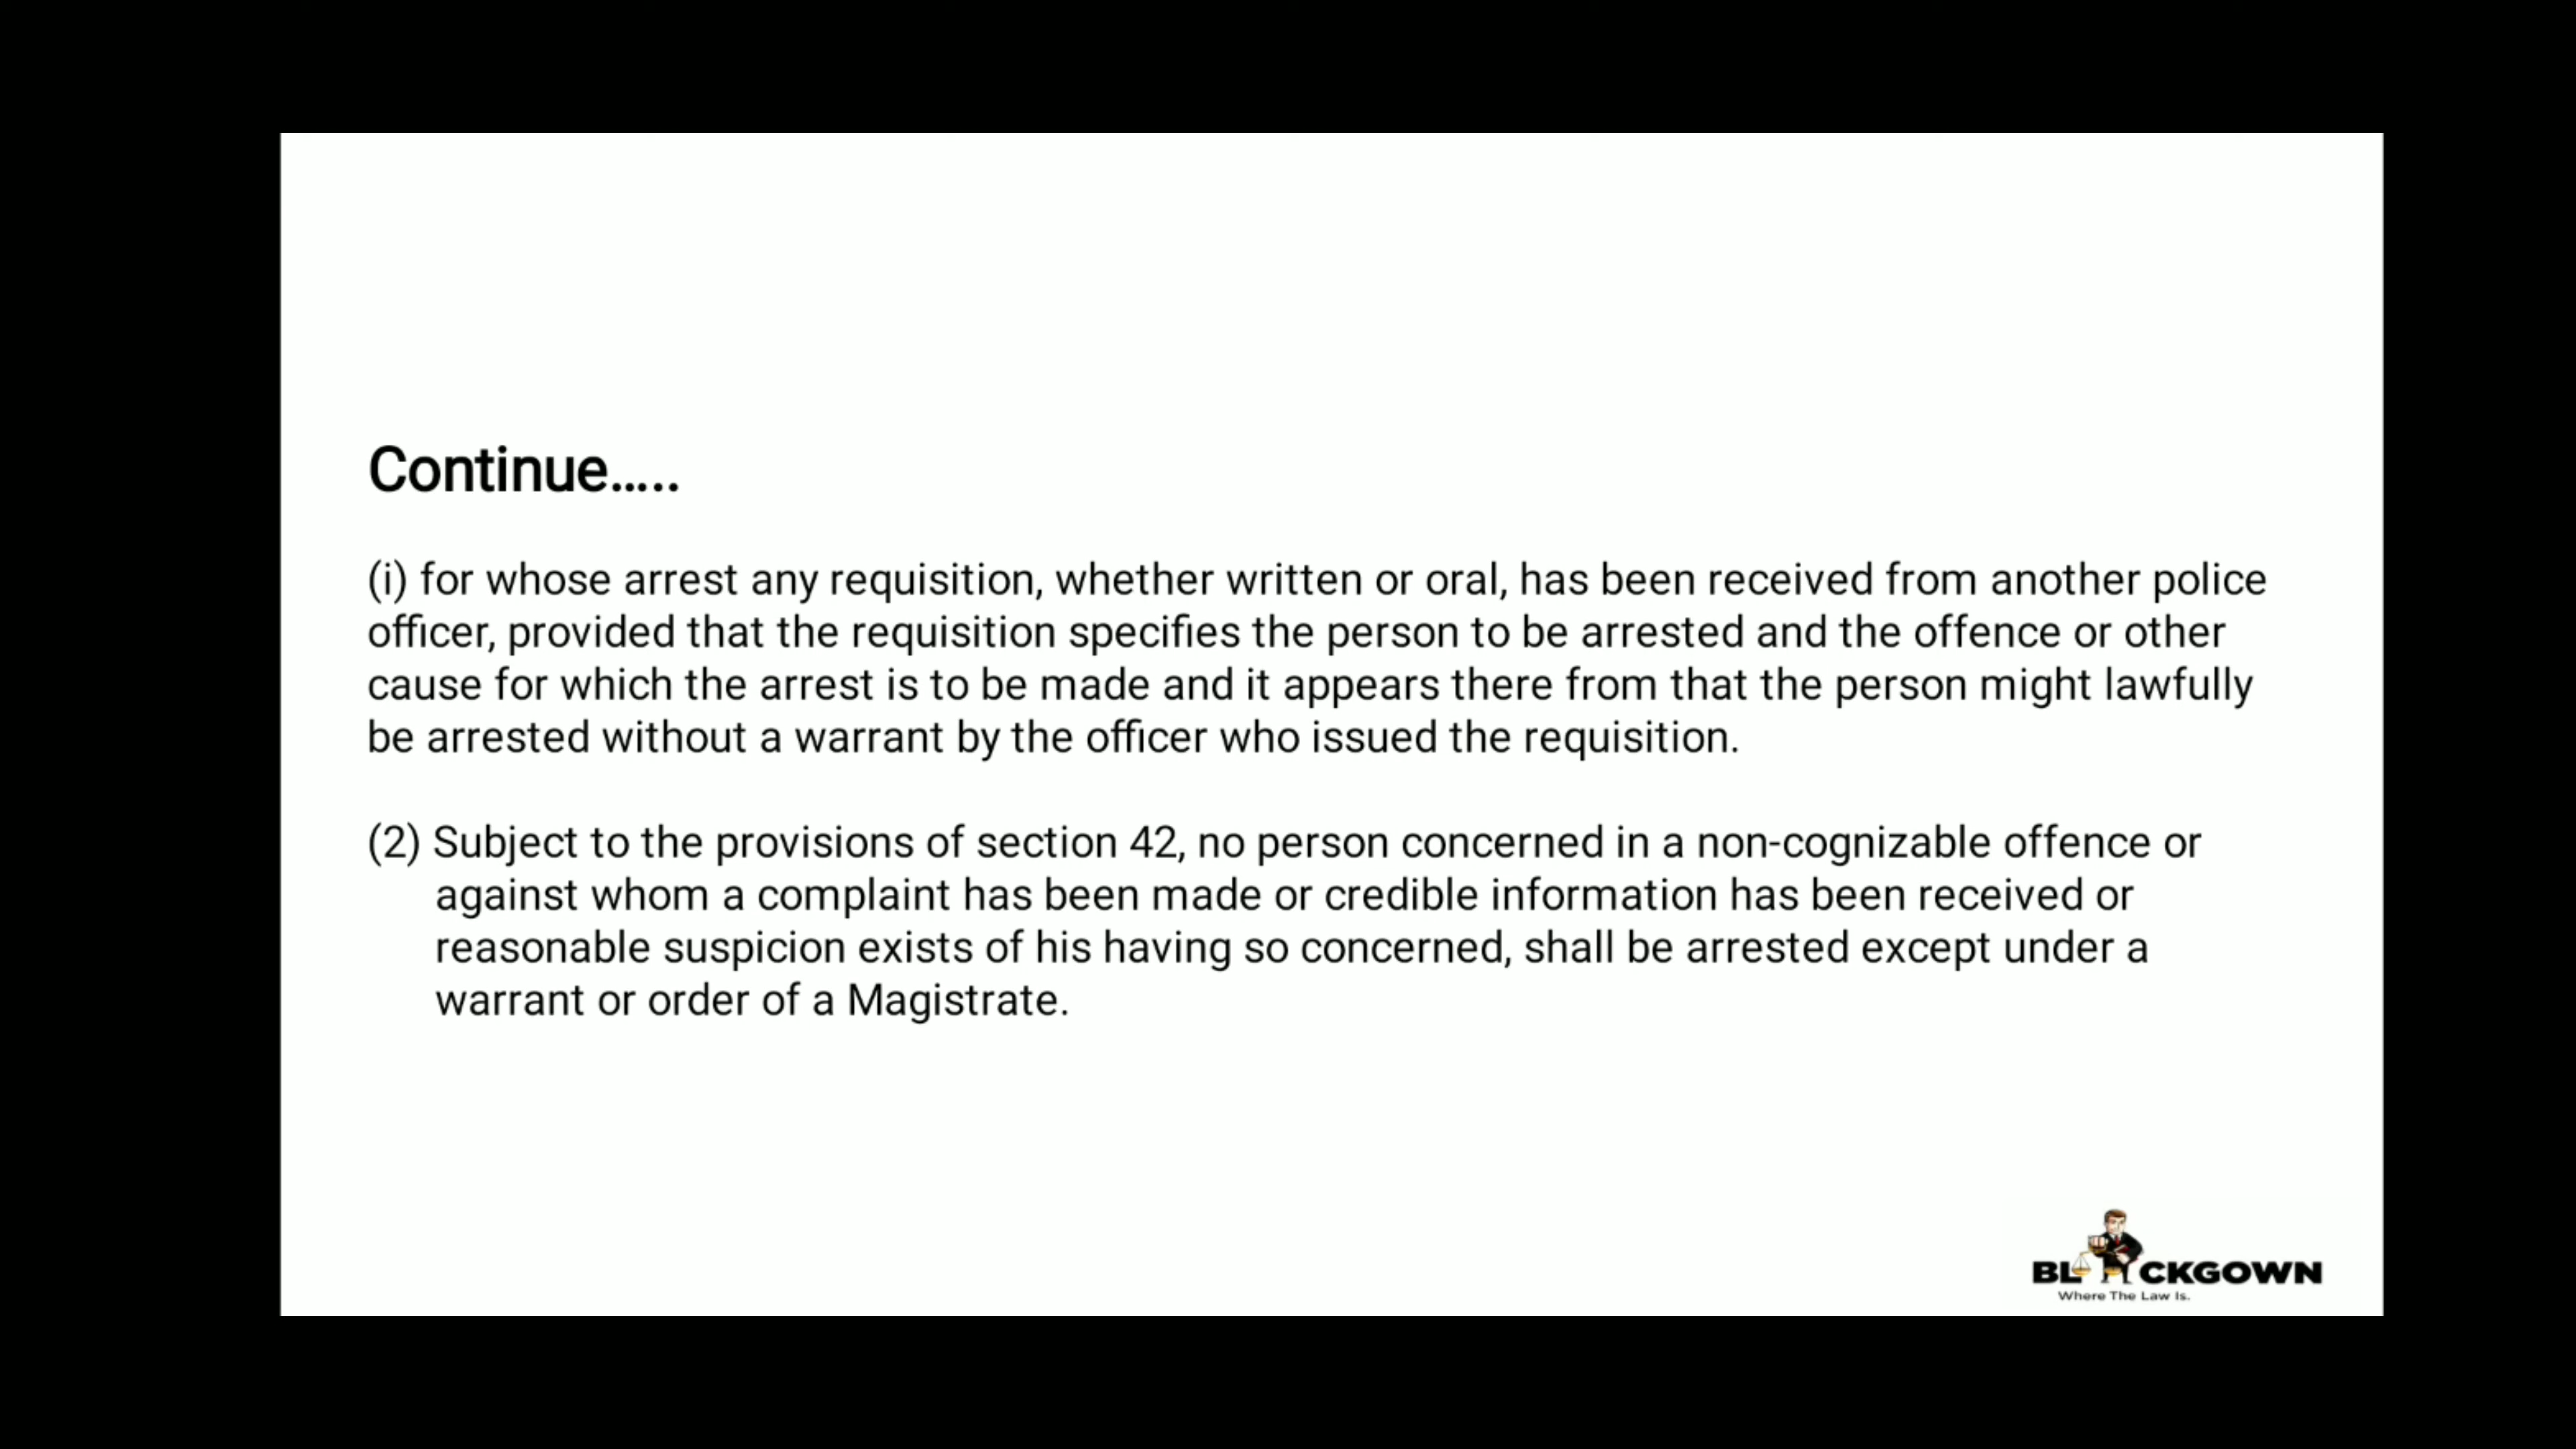 Continue.....
(i) for whose arrest any requisition, whether written or oral, has been received from another police
officer, provided that the requisition specifies the person to be arrested and the offence or other
cause for which the arrest is to be made and it appears there from that the person might lawfully
be arrested without a warrant by the officer who issued the requisition.
(2) Subject to the provisions of section 42, no person concerned in a non-cognizable offence or
against whom a complaint has been made or credible information has been received or
reasonable suspicion exists of his having so concerned, shall be arrested except under a
warrant or order of a Magistrate.
BLACKGOWN
Where The Law Is.